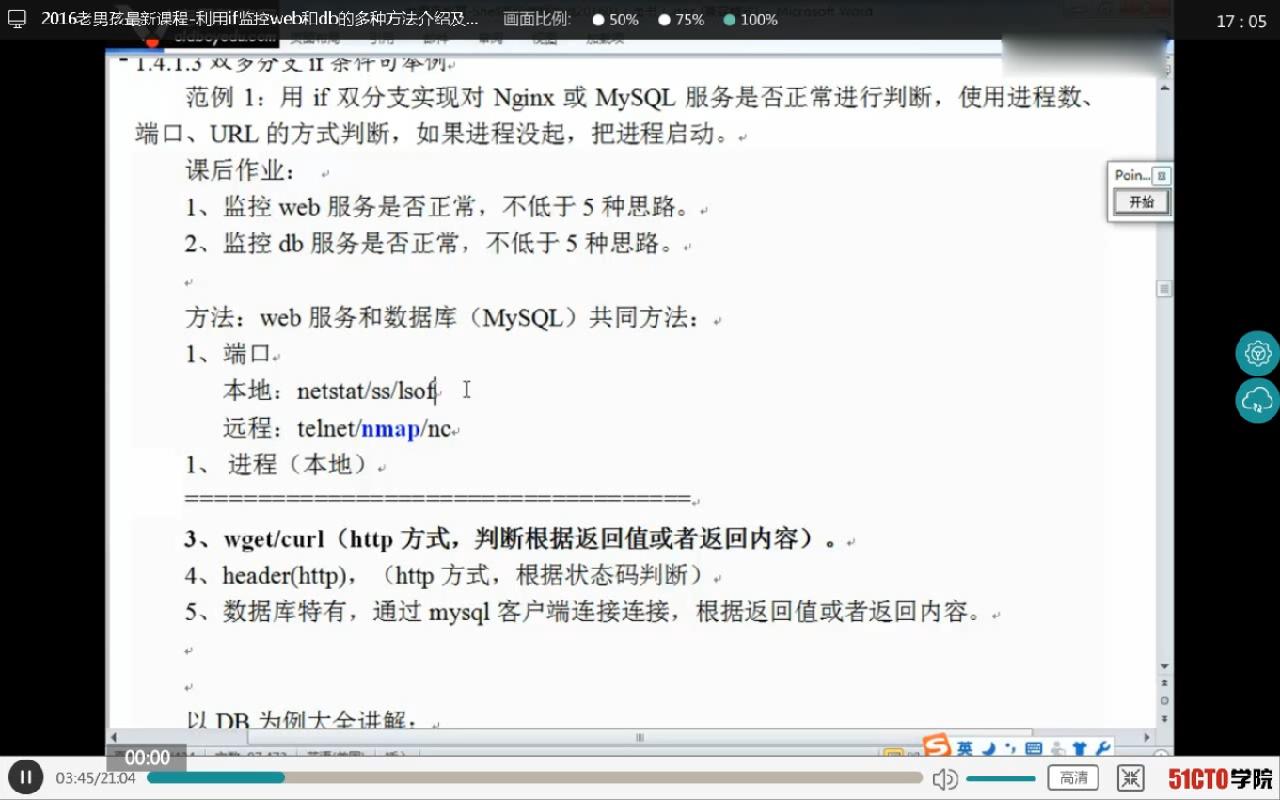 2016老男孩最新课程-利用if监控web和db的多种方法介绍及... 画面比例: 50% 75% 100% 17:05
oldboyedu.com
1.4.1.3 双多分支 if 条件句举例
范例 1：用 if 双分支实现对 Nginx 或 MySQL 服务是否正常进行判断，使用进程数、
端口、URL 的方式判断，如果进程没起，把进程启动。
课后作业：
Poin...
开始
1、监控 web 服务是否正常，不低于 5 种思路。
2、监控 db 服务是否正常，不低于 5 种思路。
方法：web 服务和数据库（MySQL）共同方法：
1、端口
本地：netstat/ss/lsof
远程：telnet/nmap/nc
1、 进程（本地）
==================================
3、wget/curl（http 方式，判断根据返回值或者返回内容）。
4、header(http)，（http 方式，根据状态码判断）
5、数据库特有，通过 mysql 客户端连接连接，根据返回值或者返回内容。
以 DB 为例大全讲解：
英
00:00
03:45/21:04 高清 51CTO学院